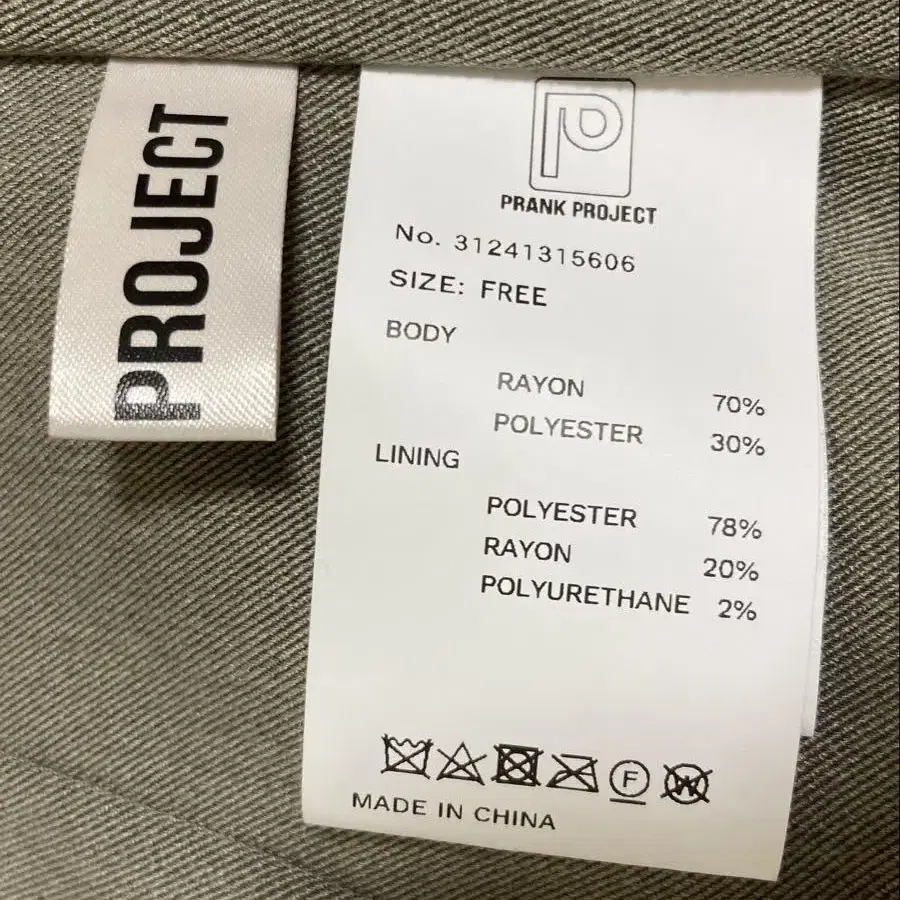 PROJECT
PRANK PROJECT
No. 31241315606
SIZE: FREE
BODY
RAYON 70%
POLYESTER 30%
LINING
POLYESTER 78%
RAYON 20%
POLYURETHANE 2%
F W
MADE IN CHINA